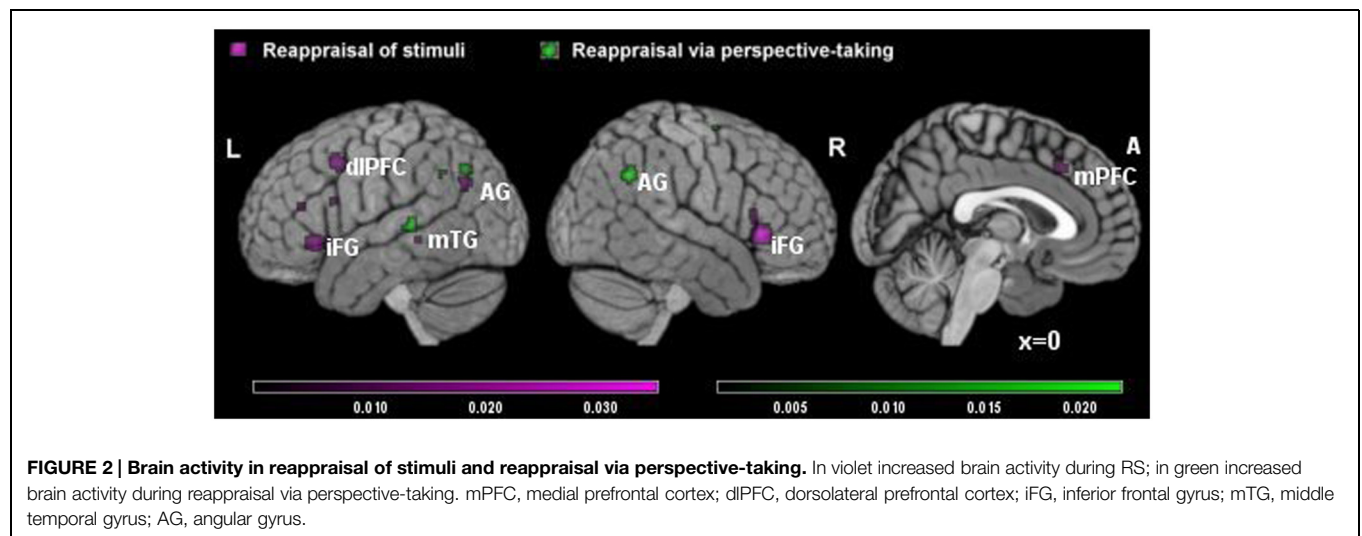 Reappraisal of stimuli
Reappraisal via perspective-taking
L
dlPFC
AG
iFG
mTG
AG
R
iFG
A
mPFC
x=0
0.010 0.020 0.030
0.005 0.010 0.015 0.020
FIGURE 2 | Brain activity in reappraisal of stimuli and reappraisal via perspective-taking. In violet increased brain activity during RS; in green increased
brain activity during reappraisal via perspective-taking. mPFC, medial prefrontal cortex; dlPFC, dorsolateral prefrontal cortex; iFG, inferior frontal gyrus; mTG, middle
temporal gyrus; AG, angular gyrus.